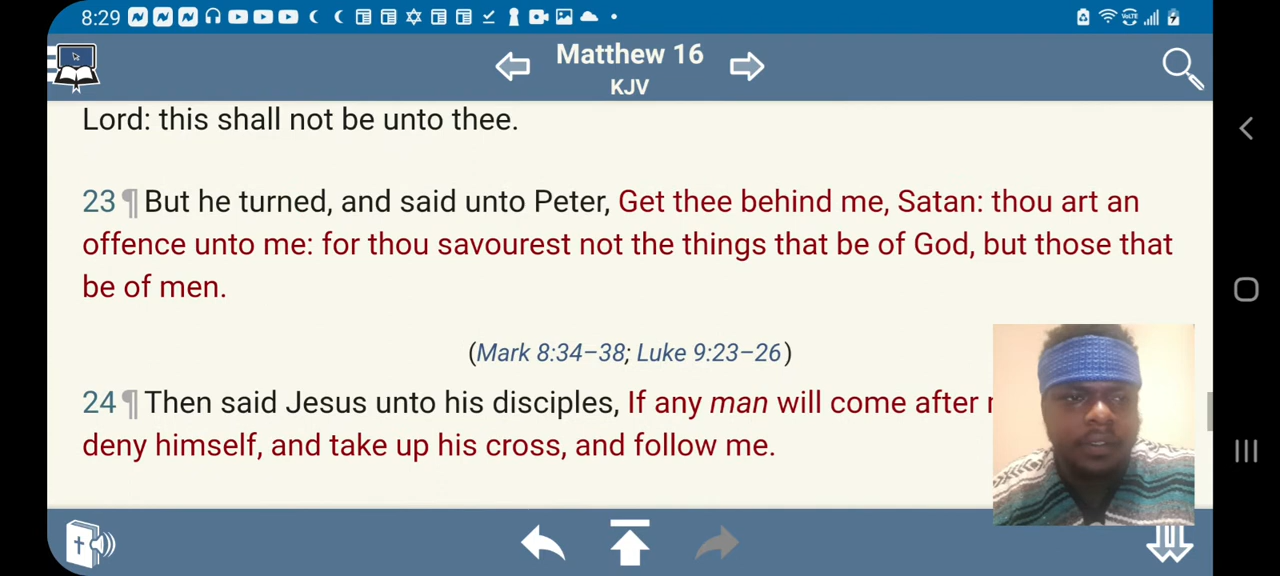 8:29
Matthew 16
KJV
Lord: this shall not be unto thee.
23 ¶ But he turned, and said unto Peter, Get thee behind me, Satan: thou art an
offence unto me: for thou savourest not the things that be of God, but those that
be of men.
(Mark 8:34–38; Luke 9:23–26)
24 ¶ Then said Jesus unto his disciples, If any man will come after
deny himself, and take up his cross, and follow me.